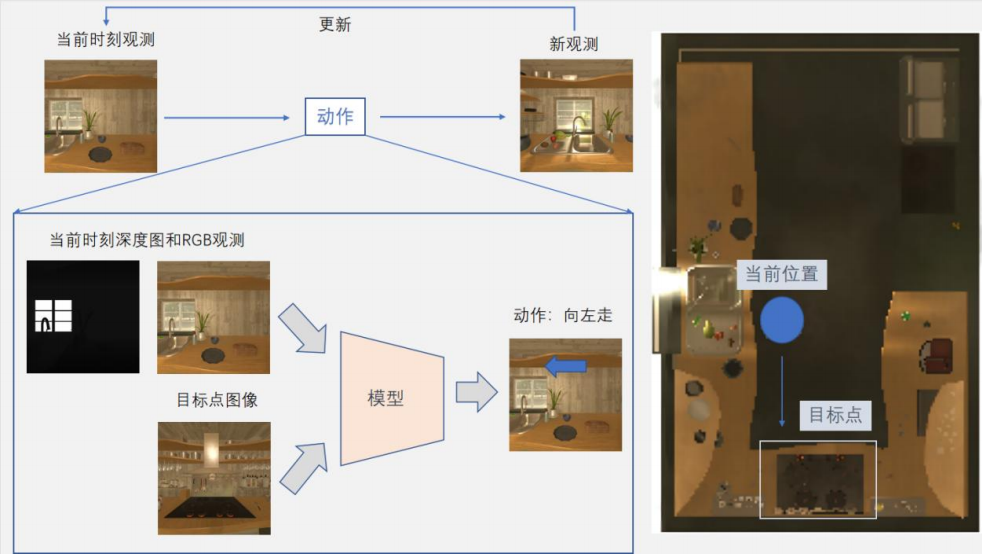 更新
当前时刻观测
新观测
动作
当前时刻深度图和RGB观测
动作：向左走
目标点图像
模型
当前位置
目标点